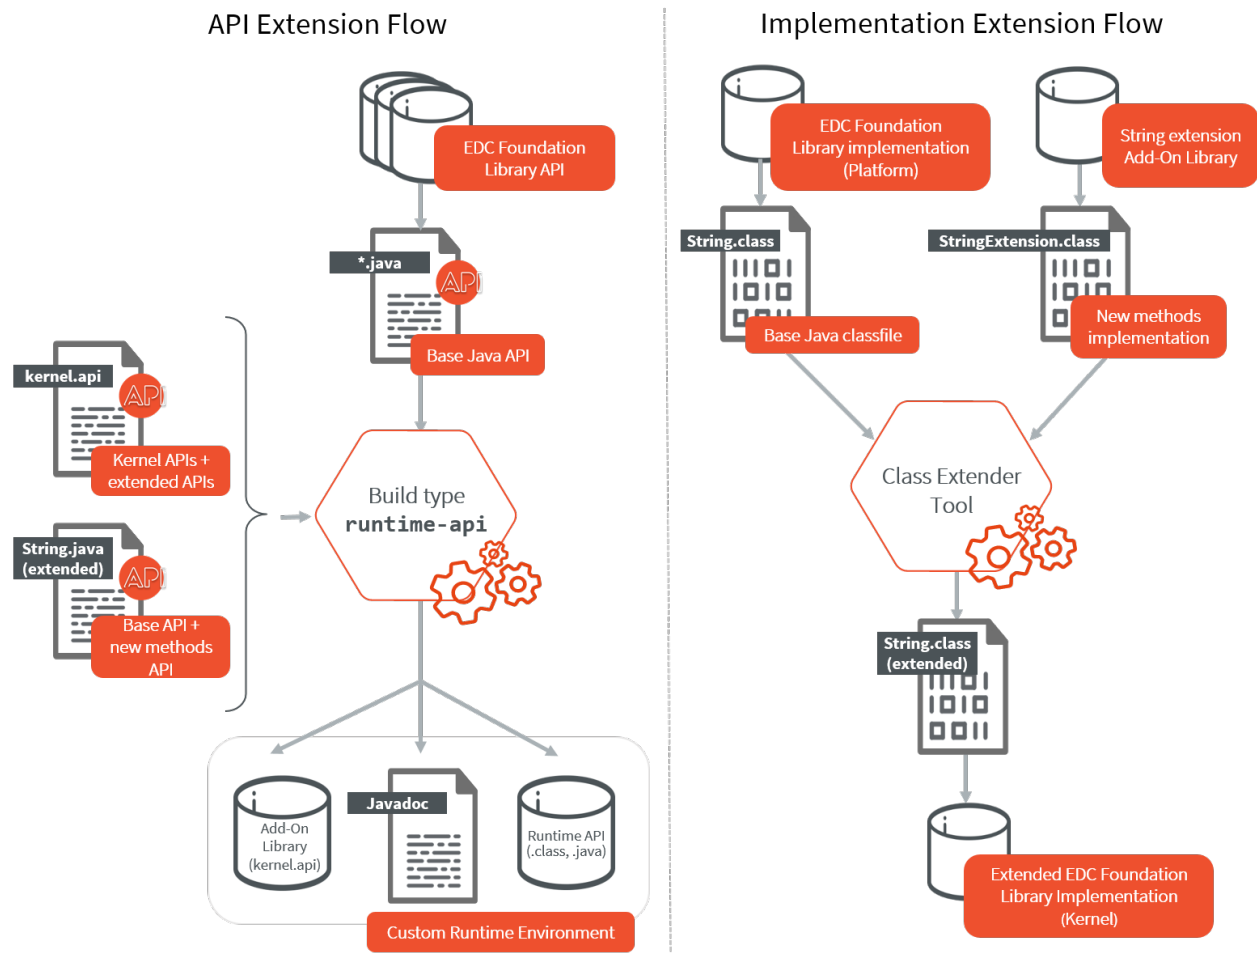 API Extension Flow
EDC Foundation
Library API
*.java
API
Base Java API
kernel.api
API
Kernel APIs +
extended APIs
String.java
(extended)
API
Base API +
new methods
API
Build type
runtime-api
Add-On
Library
(kernel.api)
Javadoc
Runtime API
(.class, .java)
Custom Runtime Environment
Implementation Extension Flow
EDC Foundation
Library implementation
(Platform)
String extension
Add-On Library
String.class
Base Java classfile
StringExtension.class
New methods
implementation
Class Extender
Tool
String.class
(extended)
Extended EDC Foundation
Library Implementation
(Kernel)